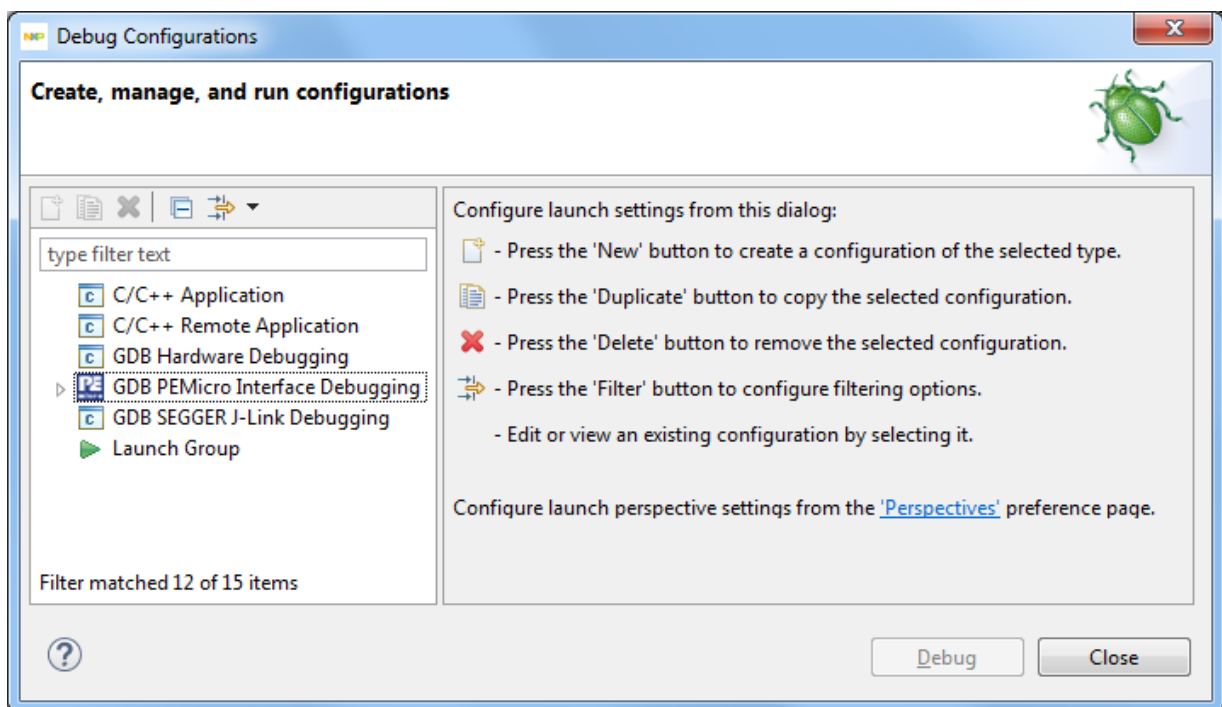 NXP Debug Configurations
X
Create, manage, and run configurations
type filter text
C C/C++ Application
C C/C++ Remote Application
C GDB Hardware Debugging
PE GDB PEMicro Interface Debugging
C GDB SEGGER J-Link Debugging
Launch Group
Filter matched 12 of 15 items
Configure launch settings from this dialog:
- Press the 'New' button to create a configuration of the selected type.
- Press the 'Duplicate' button to copy the selected configuration.
- Press the 'Delete' button to remove the selected configuration.
- Press the 'Filter' button to configure filtering options.
- Edit or view an existing configuration by selecting it.
Configure launch perspective settings from the 'Perspectives' preference page.
?
Debug
Close